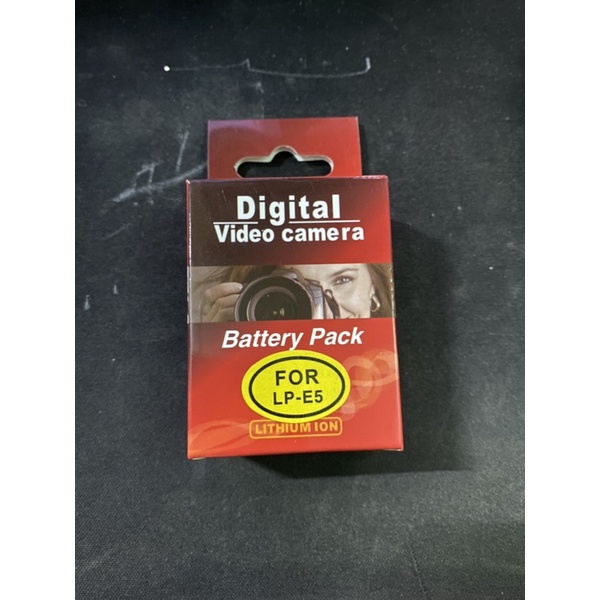 Digital
Video camera
Battery Pack
FOR
LP-E5
LITHIUM ION